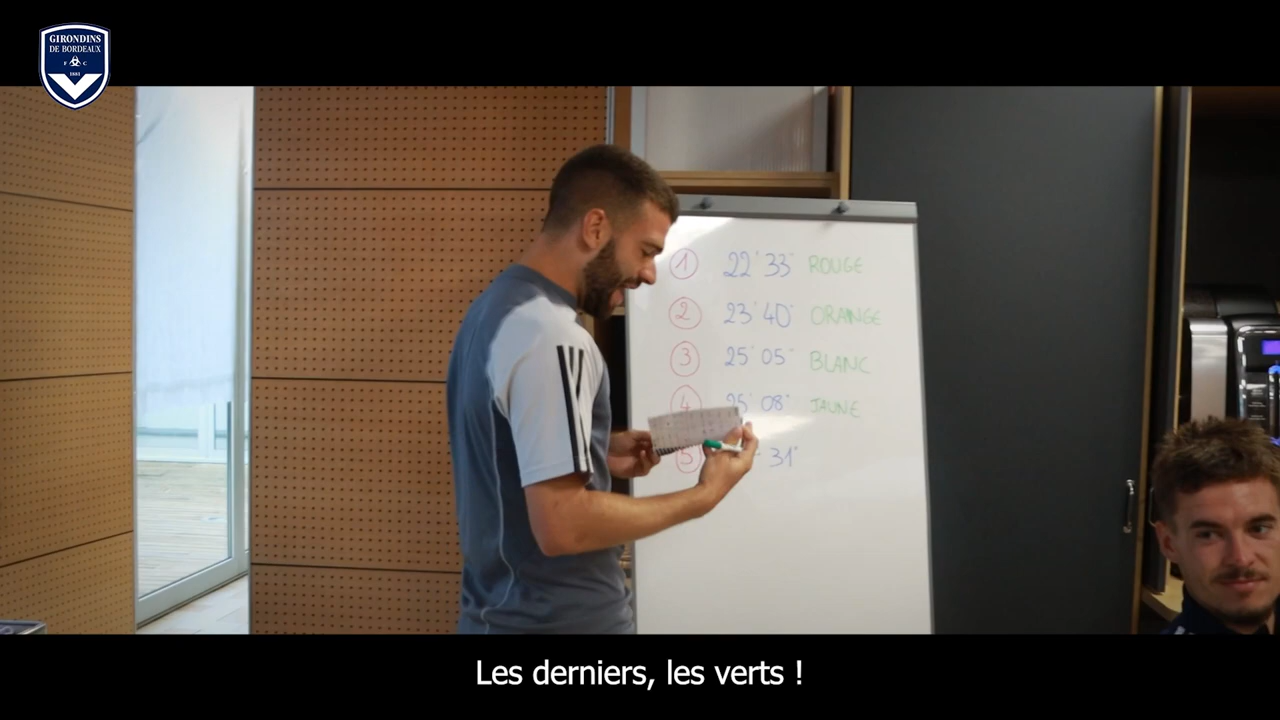 GIRONDINS
DE BORDEAUX
F C
1881
1 22' 33" ROUGE
2 23' 40" ORANGE
3 25' 05" BLANC
4 25' 08" JAUNE
5 31"
Les derniers, les verts !